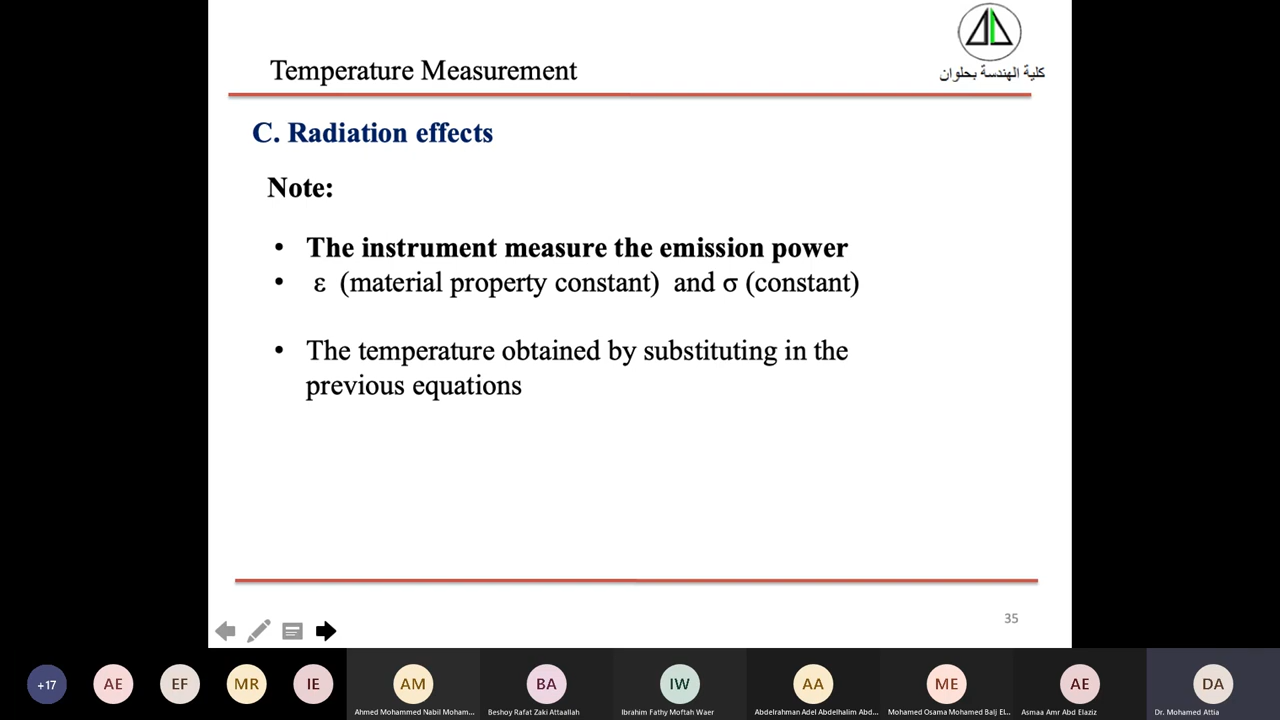 Temperature Measurement
كلية الهندسة بحلوان
C. Radiation effects
Note:
• The instrument measure the emission power
• ε (material property constant) and σ (constant)
• The temperature obtained by substituting in the
previous equations
35
+17
AE
EF
MR
IE
AM
BA
IW
AA
ME
AE
DA
Ahmed Mohammed Nabil Moham...
Beshoy Rafat Zaki Attaallah
Ibrahim Fathy Moftah Waer
Abdelrahman Adel Abdelhalim Abd...
Mohamed Osama Mohamed Balj El...
Asmaa Amr Abd Elaziz
Dr. Mohamed Attia